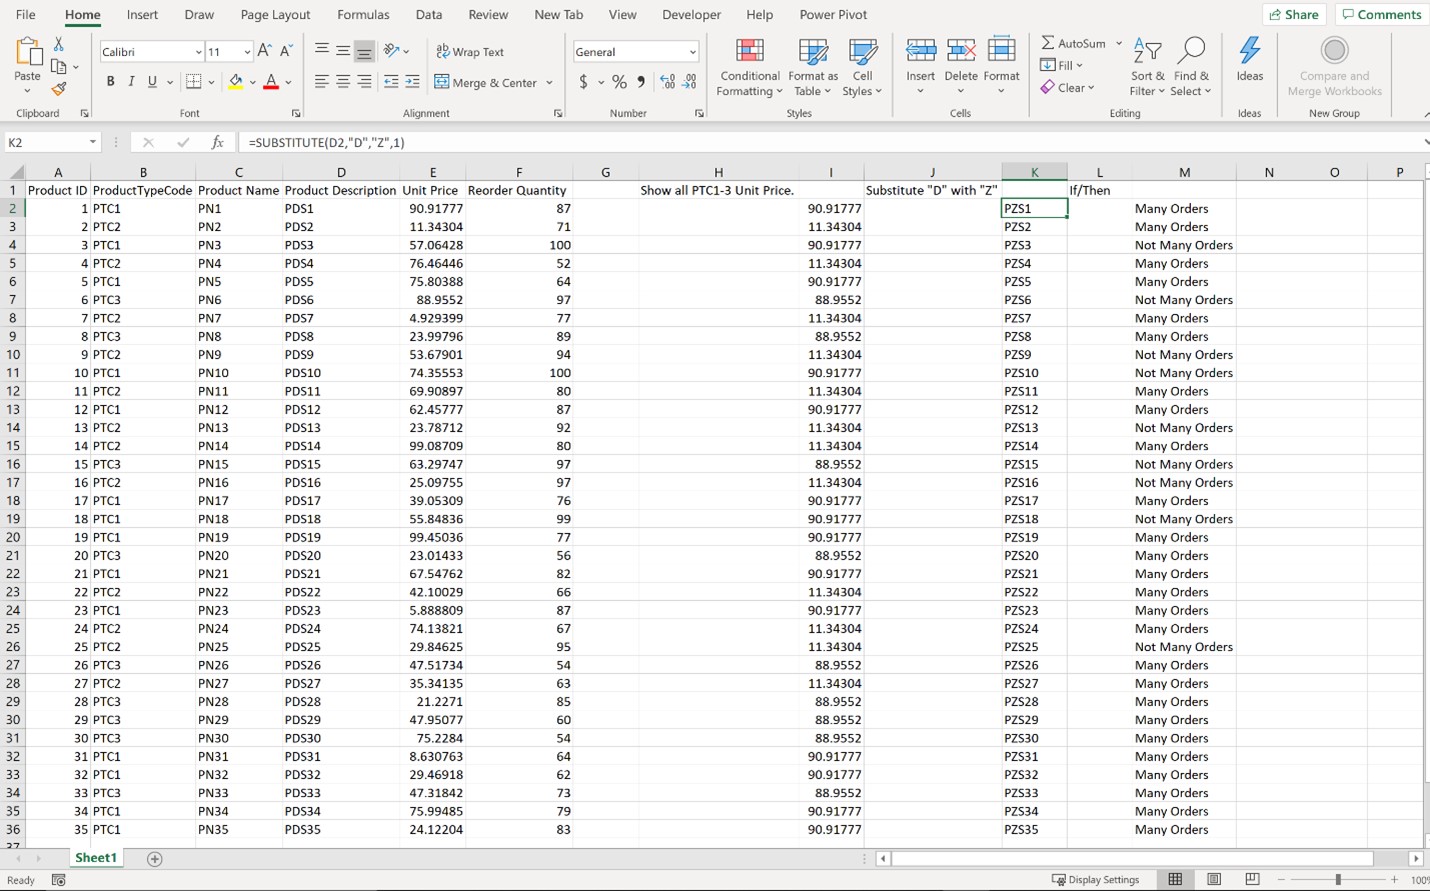 File Home Insert Draw Page Layout Formulas Data Review New Tab View Developer Help Power Pivot Share Comments
Calibri 11 A A ab Wrap Text General AutoSum
Paste B I U A Merge & Center $ % Conditional Formatting Format as Table Cell Styles Insert Delete Format Fill Clear Sort & Filter Find & Select Ideas Compare and Merge Workbooks
Clipboard Font Alignment Number Styles Cells Editing Ideas New Group
K2 fx =SUBSTITUTE(D2,"D","Z",1)
A B C D E F G H I J K L M N O P
1 Product ID ProductTypeCode Product Name Product Description Unit Price Reorder Quantity Show all PTC1-3 Unit Price. Substitute "D" with "Z" If/Then
2 1 PTC1 PN1 PDS1 90.91777 87 90.91777 PZS1 Many Orders
3 2 PTC2 PN2 PDS2 11.34304 71 11.34304 PZS2 Many Orders
4 3 PTC1 PN3 PDS3 57.06428 100 90.91777 PZS3 Not Many Orders
5 4 PTC2 PN4 PDS4 76.46446 52 11.34304 PZS4 Many Orders
6 5 PTC1 PN5 PDS5 75.80388 64 90.91777 PZS5 Many Orders
7 6 PTC3 PN6 PDS6 88.9552 97 88.9552 PZS6 Not Many Orders
8 7 PTC2 PN7 PDS7 4.929399 77 11.34304 PZS7 Many Orders
9 8 PTC3 PN8 PDS8 23.99796 89 88.9552 PZS8 Many Orders
10 9 PTC2 PN9 PDS9 53.67901 94 11.34304 PZS9 Not Many Orders
11 10 PTC1 PN10 PDS10 74.35553 100 90.91777 PZS10 Not Many Orders
12 11 PTC2 PN11 PDS11 69.90897 80 11.34304 PZS11 Many Orders
13 12 PTC1 PN12 PDS12 62.45777 87 90.91777 PZS12 Many Orders
14 13 PTC2 PN13 PDS13 23.78712 92 11.34304 PZS13 Not Many Orders
15 14 PTC2 PN14 PDS14 99.08709 80 11.34304 PZS14 Many Orders
16 15 PTC3 PN15 PDS15 63.29747 97 88.9552 PZS15 Not Many Orders
17 16 PTC2 PN16 PDS16 25.09755 97 11.34304 PZS16 Not Many Orders
18 17 PTC1 PN17 PDS17 39.05309 76 90.91777 PZS17 Many Orders
19 18 PTC1 PN18 PDS18 55.84836 99 90.91777 PZS18 Not Many Orders
20 19 PTC1 PN19 PDS19 99.45036 77 90.91777 PZS19 Many Orders
21 20 PTC3 PN20 PDS20 23.01433 56 88.9552 PZS20 Many Orders
22 21 PTC1 PN21 PDS21 67.54762 82 90.91777 PZS21 Many Orders
23 22 PTC2 PN22 PDS22 42.10029 66 11.34304 PZS22 Many Orders
24 23 PTC1 PN23 PDS23 5.888809 87 90.91777 PZS23 Many Orders
25 24 PTC2 PN24 PDS24 74.13821 67 11.34304 PZS24 Many Orders
26 25 PTC2 PN25 PDS25 29.84625 95 11.34304 PZS25 Not Many Orders
27 26 PTC3 PN26 PDS26 47.51734 54 88.9552 PZS26 Many Orders
28 27 PTC2 PN27 PDS27 35.34135 63 11.34304 PZS27 Many Orders
29 28 PTC3 PN28 PDS28 21.2271 85 88.9552 PZS28 Many Orders
30 29 PTC3 PN29 PDS29 47.95077 60 88.9552 PZS29 Many Orders
31 30 PTC3 PN30 PDS30 75.2284 54 88.9552 PZS30 Many Orders
32 31 PTC1 PN31 PDS31 8.630763 64 90.91777 PZS31 Many Orders
33 32 PTC1 PN32 PDS32 29.46918 62 90.91777 PZS32 Many Orders
34 33 PTC3 PN33 PDS33 47.31842 73 88.9552 PZS33 Many Orders
35 34 PTC1 PN34 PDS34 75.99485 79 90.91777 PZS34 Many Orders
36 35 PTC1 PN35 PDS35 24.12204 83 90.91777 PZS35 Many Orders
37
Sheet1
Ready Display Settings 100%